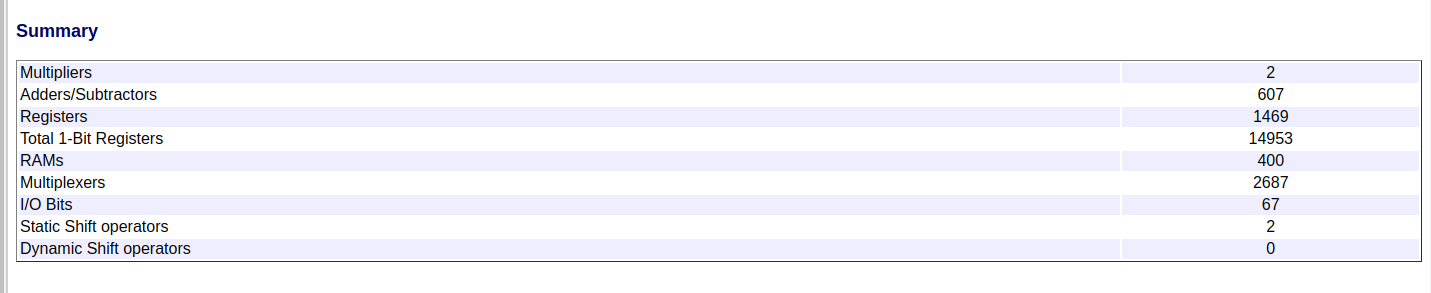 Summary
Multipliers 2
Adders/Subtractors 607
Registers 1469
Total 1-Bit Registers 14953
RAMs 400
Multiplexers 2687
I/O Bits 67
Static Shift operators 2
Dynamic Shift operators 0